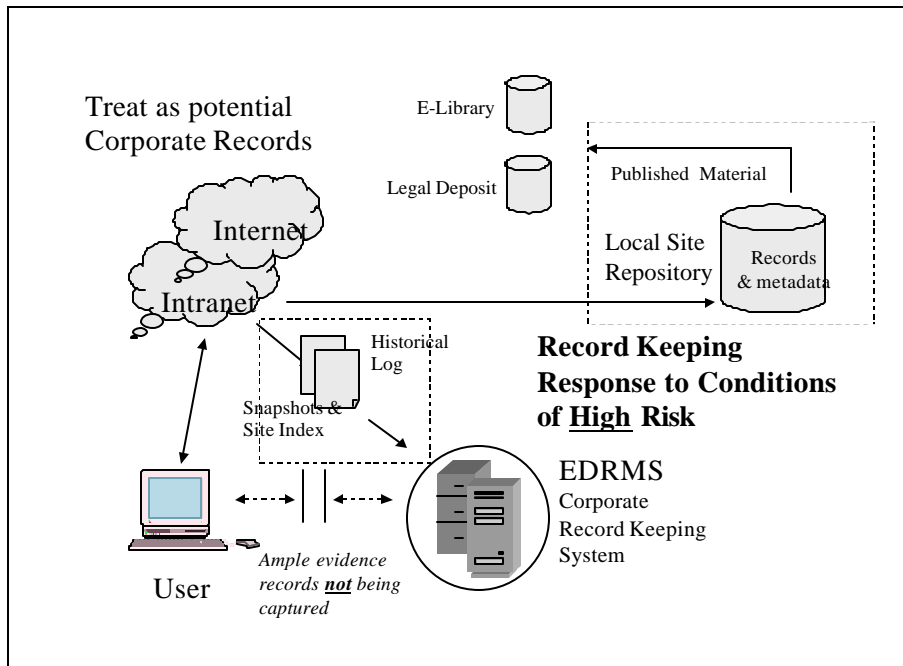 Treat as potential
Corporate Records
E-Library
Legal Deposit
Published Material
Internet
Intranet
Local Site
Repository
Records
& metadata
Historical
Log
Snapshots &
Site Index
Record Keeping
Response to Conditions
of High Risk
EDRMS
Corporate
Record Keeping
System
User
Ample evidence
records not being
captured